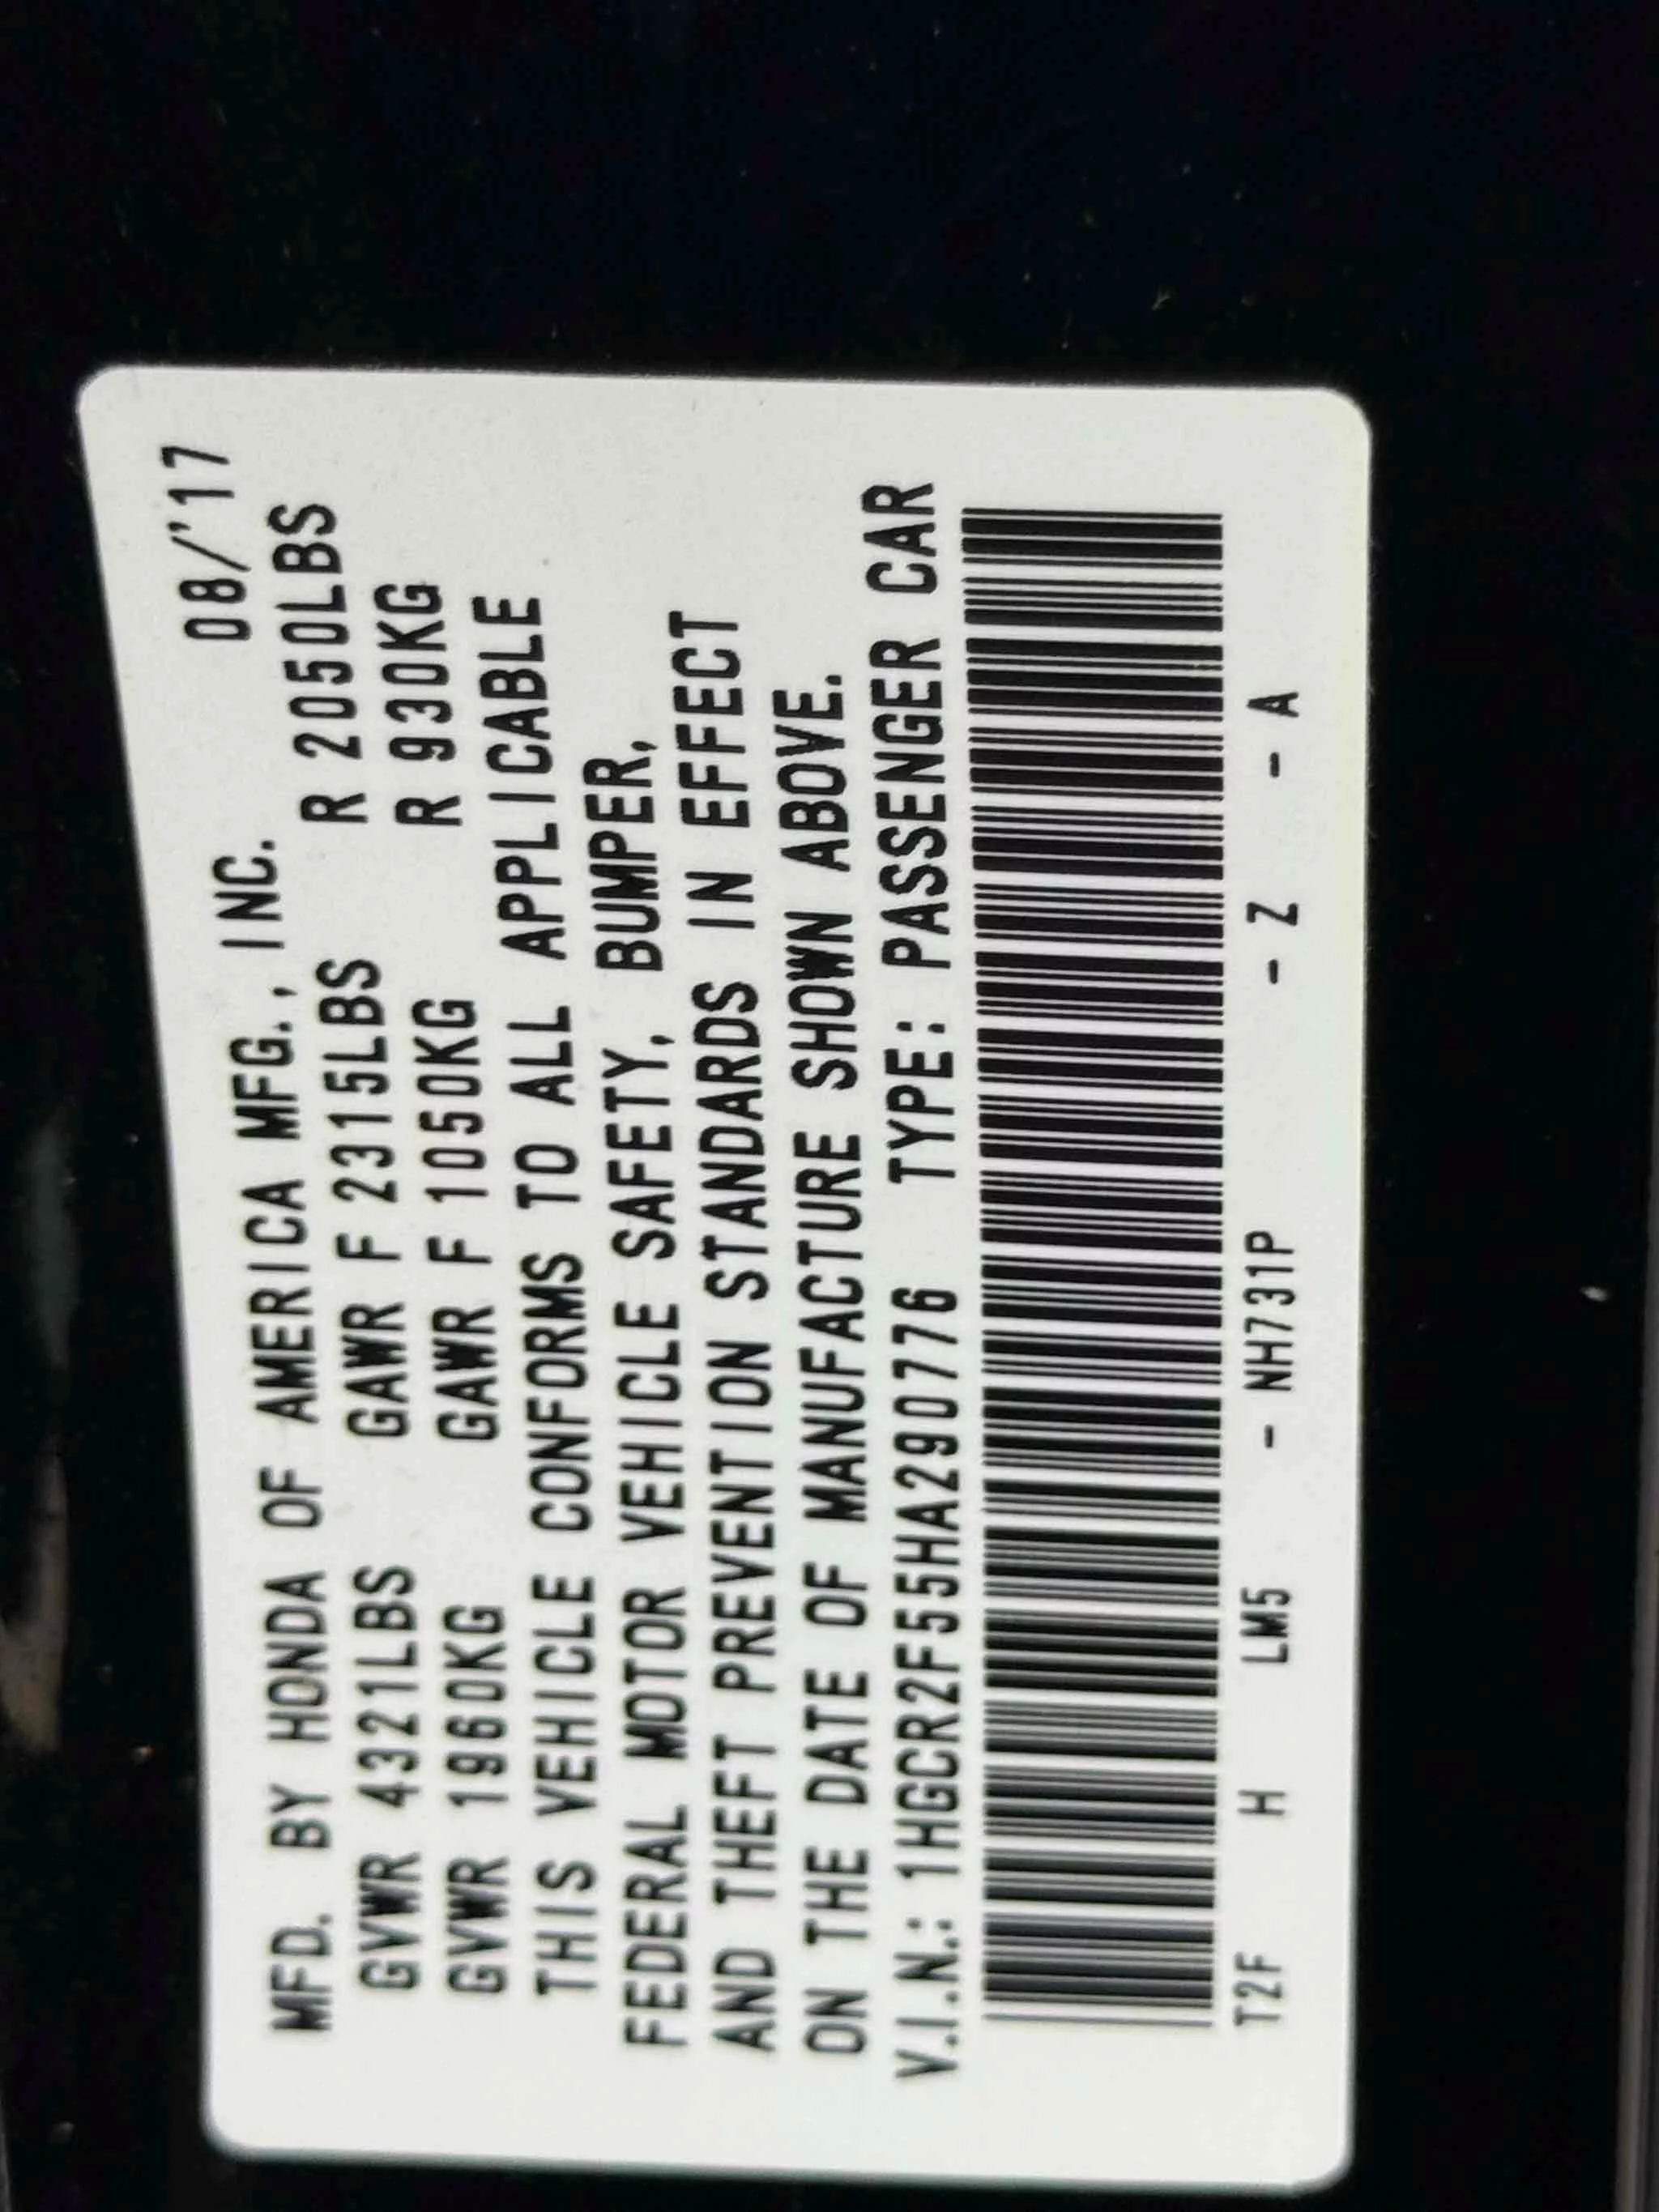 MFD. BY HONDA OF AMERICA MFG., INC. 08/'17
GVWR 4321LBS GAWR F 2315LBS R 2050LBS
GVWR 1960KG GAWR F 1050KG R 930KG
THIS VEHICLE CONFORMS TO ALL APPLICABLE
FEDERAL MOTOR VEHICLE SAFETY, BUMPER,
AND THEFT PREVENTION STANDARDS IN EFFECT
ON THE DATE OF MANUFACTURE SHOWN ABOVE.
V.I.N.: 1HGCR2F55HA290776 TYPE: PASSENGER CAR
T2F H LM5 - NH731P - Z - A